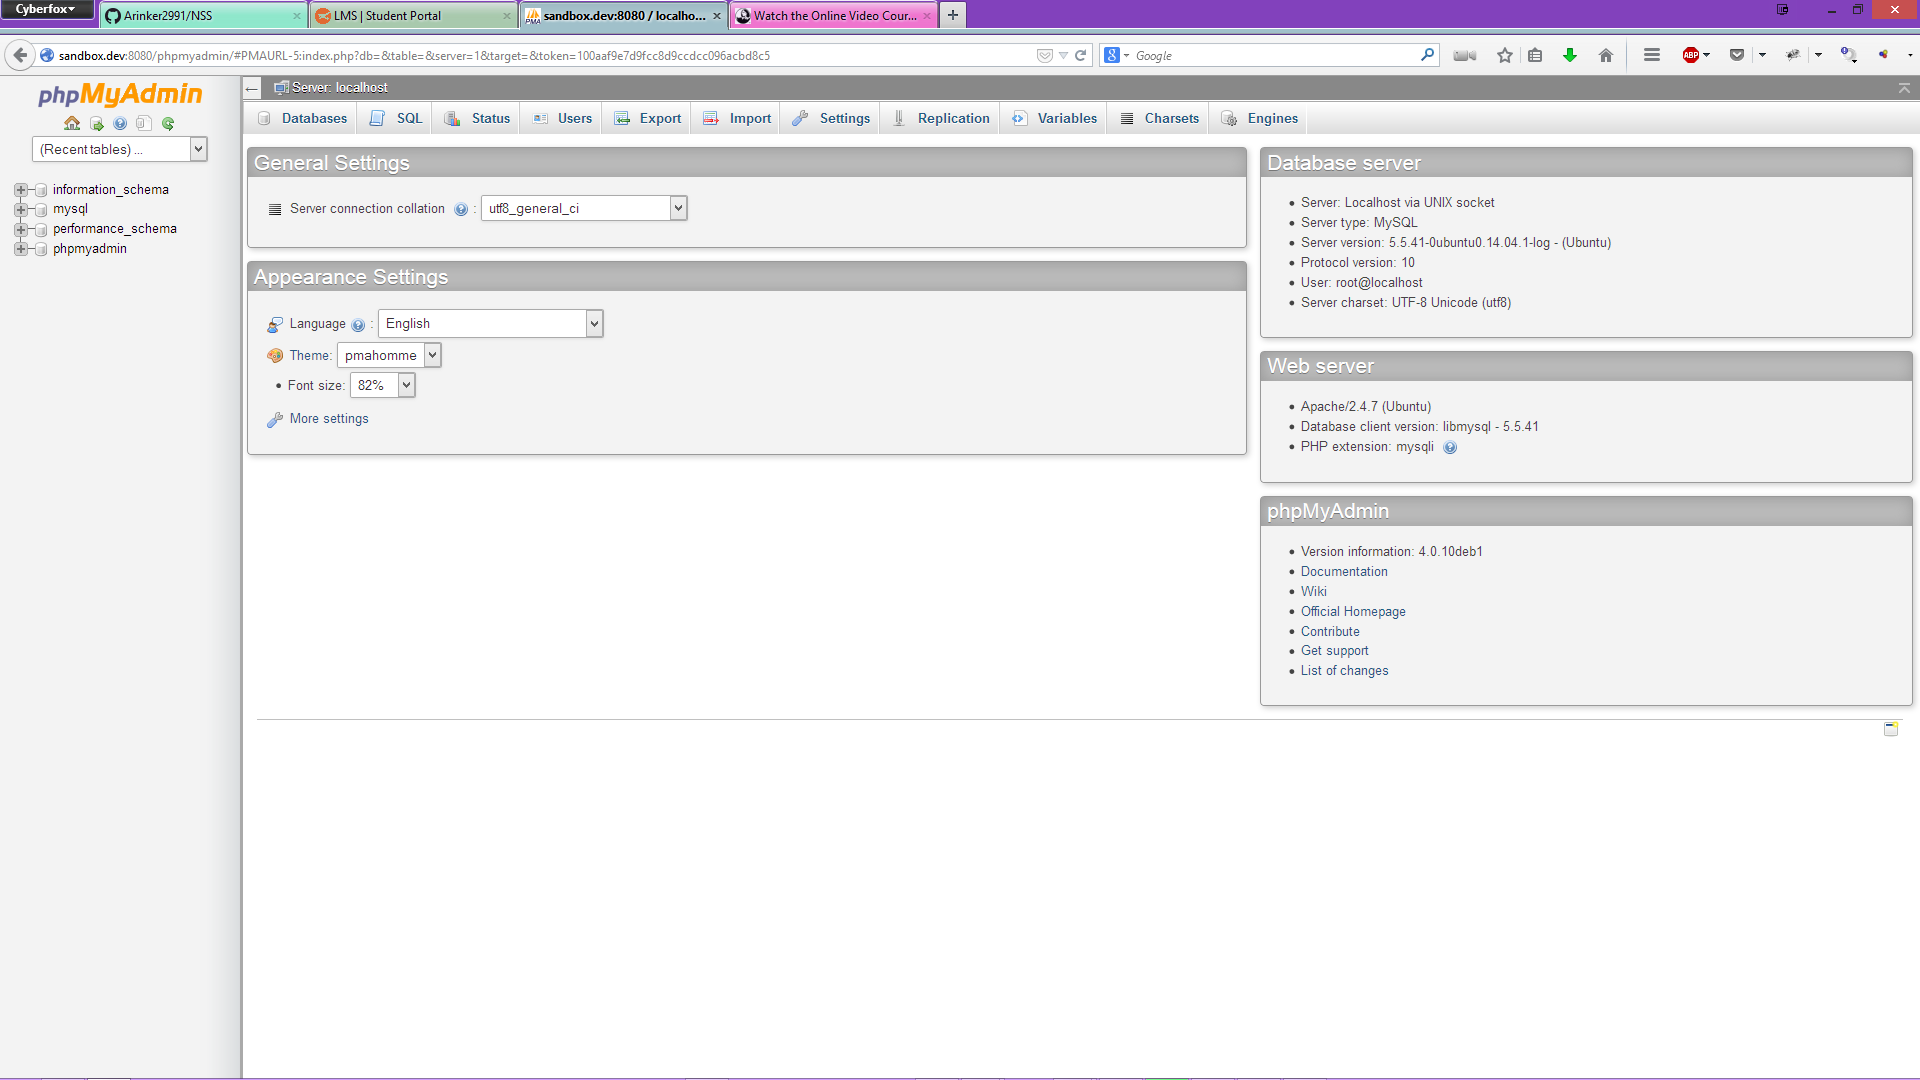 Cyberfox
Arinker2991/NSS
LMS | Student Portal
sandbox.dev:8080 / localho...
Watch the Online Video Cour...
sandbox.dev:8080/phpmyadmin/#PMAURL-5:index.php?db=&table=&server=1&target=&token=100aaf9e7d9fcc8d9ccdcc096acbd8c5
Google
ABP
phpMyAdmin
(Recent tables) ...
information_schema
mysql
performance_schema
phpmyadmin
Server: localhost
Databases
SQL
Status
Users
Export
Import
Settings
Replication
Variables
Charsets
Engines
General Settings
Server connection collation : utf8_general_ci
Appearance Settings
Language : English
Theme: pmahomme
Font size: 82%
More settings
Database server
Server: Localhost via UNIX socket
Server type: MySQL
Server version: 5.5.41-0ubuntu0.14.04.1-log - (Ubuntu)
Protocol version: 10
User: root@localhost
Server charset: UTF-8 Unicode (utf8)
Web server
Apache/2.4.7 (Ubuntu)
Database client version: libmysql - 5.5.41
PHP extension: mysqli
phpMyAdmin
Version information: 4.0.10deb1
Documentation
Wiki
Official Homepage
Contribute
Get support
List of changes